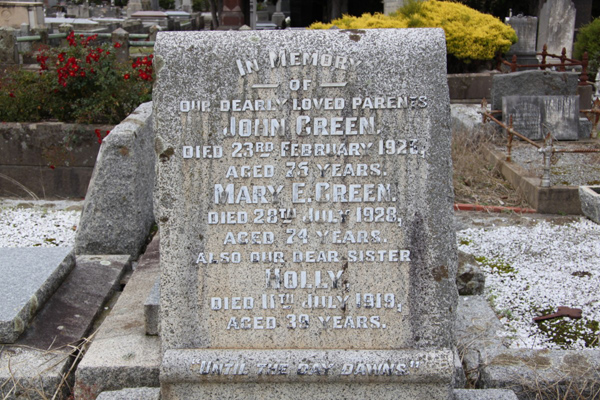 In Memory
— of —
our dearly loved parents
John Green,
died 23rd February 1923,
aged 75 years.
Mary E. Green.
died 28th July 1928,
aged 74 years.
also our dear sister
Holly
died 11th July 1919,
aged 39 years.
"Until the day dawns"